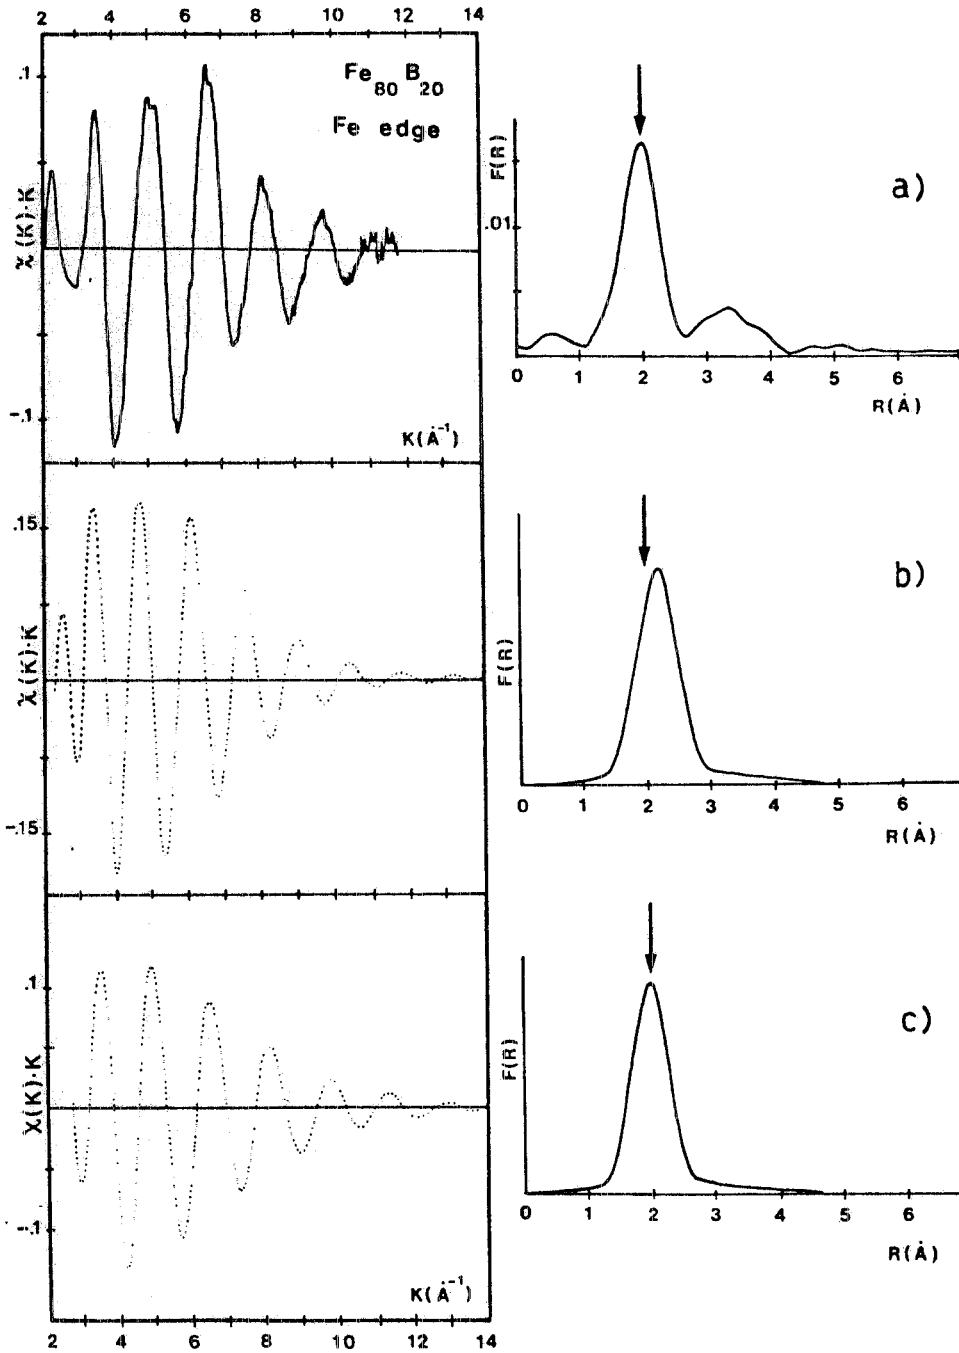 2 4 6 8 10 12 14
.1
Fe80B20
Fe edge
χ(K)·K
-.1
K(Å-1)
F(R)
.01
a)
0 1 2 3 4 5 6
R(Å)
.15
χ(K)·K
-.15
F(R)
b)
0 1 2 3 4 5 6
R(Å)
.1
χ(K)·K
-.1
K(Å-1)
2 4 6 8 10 12 14
F(R)
c)
0 1 2 3 4 5 6
R(Å)